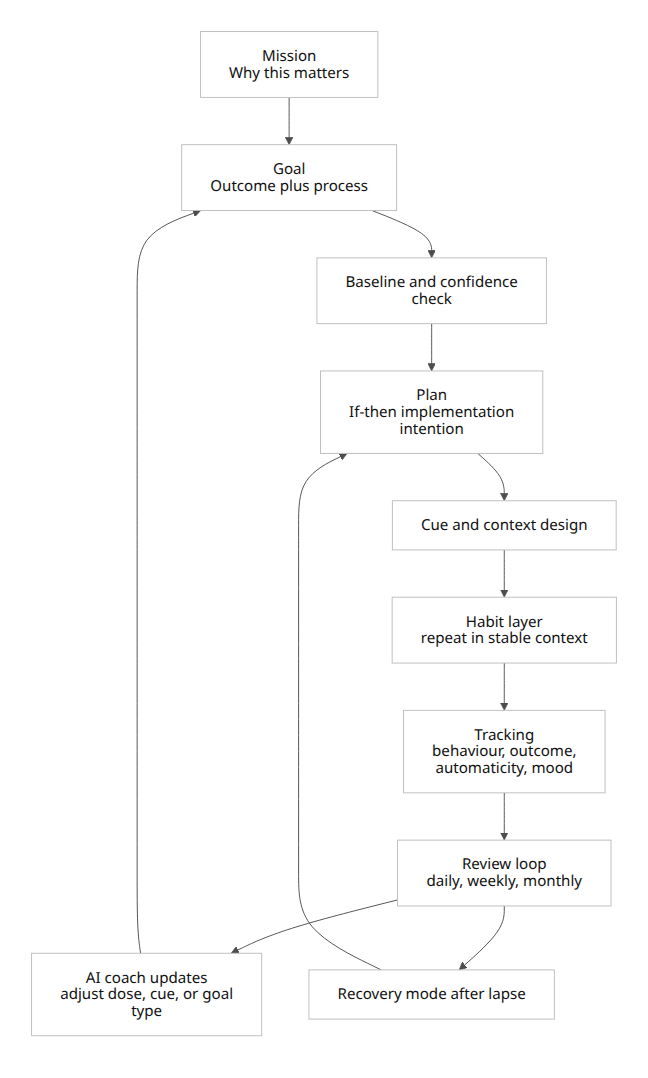 Mission
Why this matters
Goal
Outcome plus process
Baseline and confidence
check
Plan
If-then implementation
intention
Cue and context design
Habit layer
repeat in stable context
Tracking
behaviour, outcome,
automaticity, mood
Review loop
daily, weekly, monthly
AI coach updates
adjust dose, cue, or goal
type
Recovery mode after lapse